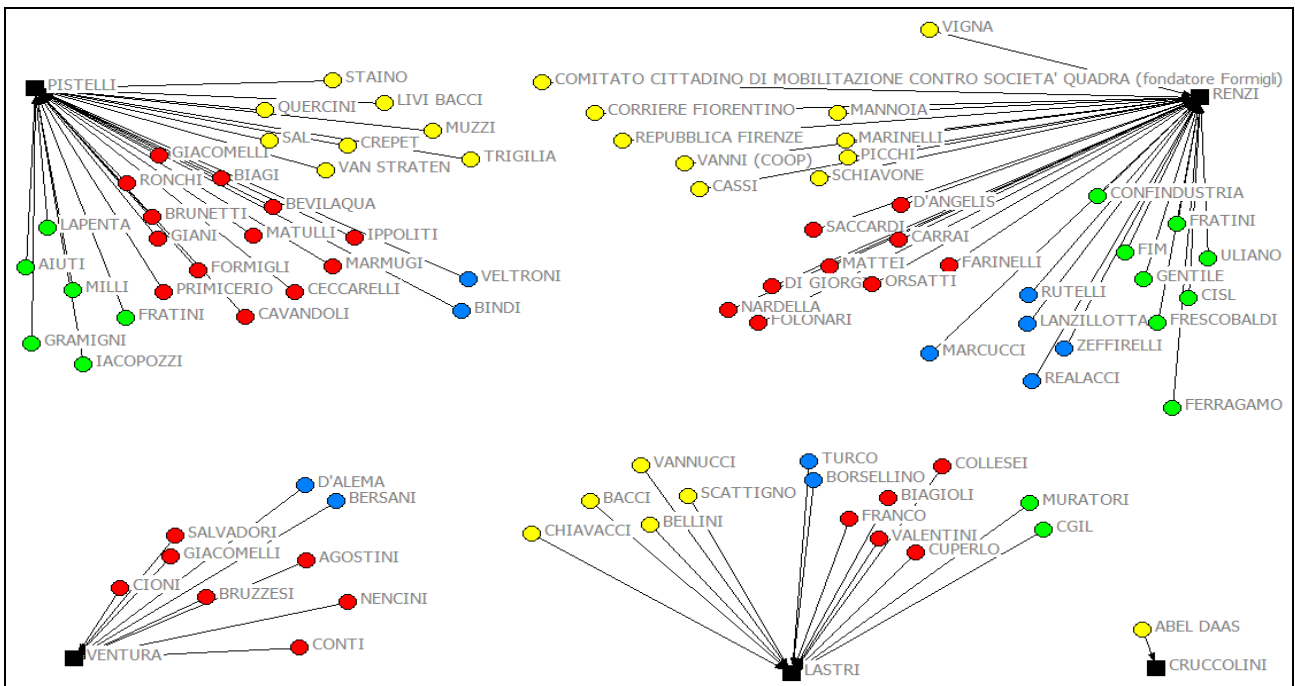 VIGNA
PISTELLI
STAINO
COMITATO CITTADINO DI MOBILITAZIONE CONTRO SOCIETA' QUADRA (fondatore Formigli)
RENZI
LIVI BACCI
QUERCINI
CORRIERE FIORENTINO
MANNOIA
MUZZI
SAL
CREPET
REPUBBLICA FIRENZE
MARINELLI
GIACOMELLI
TRIGILIA
VANNI (COOP)
PICCHI
VAN STRATEN
RONCHI
BIAGI
CASSI
SCHIAVONE
CONFINDUSTRIA
BEVILAQUA
D'ANGELIS
BRUNETTI
FRATINI
LAPENTA
GIANI
MATULLI
IPPOLITI
SACCARDI
CARRAI
FIM
ULIANO
AIUTI
FORMIGLI
MARMUGI
MATTEI
FARINELLI
VELTRONI
GENTILE
MILLI
PRIMICERIO
CECCARELLI
DI GIORGI
ORSATTI
RUTELLI
CISL
BINDI
NARDELLA
FRATINI
CAVANDOLI
FOLONARI
LANZILLOTTA
FRESCOBALDI
GRAMIGNI
MARCUCCI
ZEFFIRELLI
IACOPOZZI
REALACCI
FERRAGAMO
VANNUCCI
TURCO
COLLESEI
D'ALEMA
BORSELLINO
BERSANI
BACCI
SCATTIGNO
BIAGIOLI
MURATORI
SALVADORI
CHIAVACCI
BELLINI
FRANCO
CGIL
GIACOMELLI
AGOSTINI
VALENTINI
CUPERLO
CIONI
BRUZZESI
NENCINI
ABEL DAAS
CONTI
VENTURA
LASTRI
CRUCCOLINI